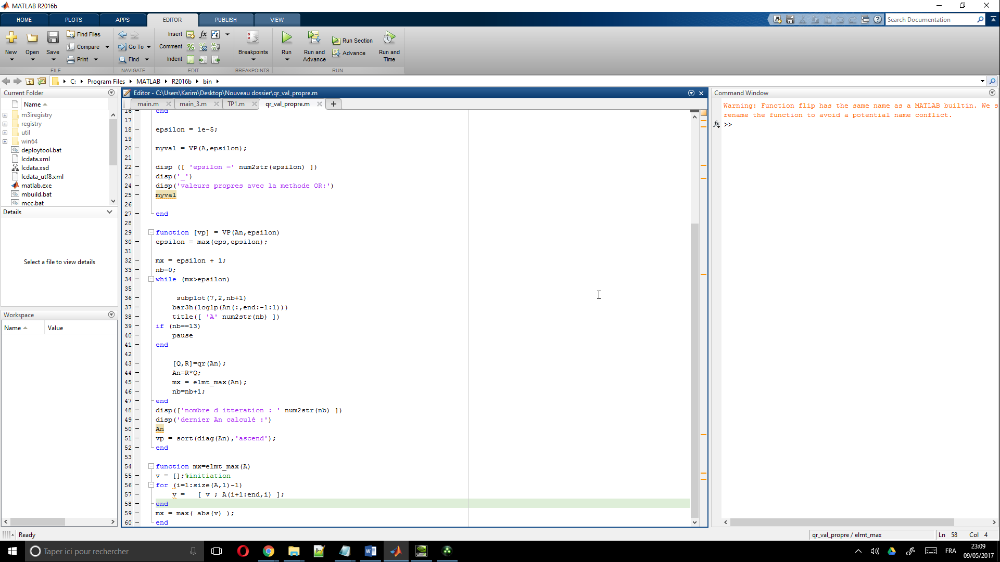 MATLAB R2016b
HOME
PLOTS
APPS
EDITOR
PUBLISH
VIEW
Search Documentation
New
Open
Save
Find Files
Compare
Print
FILE
Go To
Find
NAVIGATE
Insert
fx
Comment
Indent
EDIT
Breakpoints
BREAKPOINTS
Run
Run and Advance
Run Section
Advance
Run and Time
RUN
C: Program Files MATLAB R2016b bin
Current Folder
Name
m3iregistry
registry
util
win64
deploytool.bat
lcdata.xml
lcdata.xsd
lcdata_utf8.xml
matlab.exe
mbuild.bat
mcc.bat
Details
Select a file to view details
Workspace
Name Value
Editor - C:\Users\Karim\Desktop\Nouveau dossier\qr_val_propre.m
main.m main_3.m TP1.m qr_val_propre.m +
16 end
17
18 epsilon = 1e-5;
19
20 myval = VP(A,epsilon);
21
22 disp ([ 'epsilon =' num2str(epsilon) ])
23 disp('_')
24 disp('valeurs propres avec la methode QR:')
25 myval
26
27 end
28
29 function [vp] = VP(An,epsilon)
30 epsilon = max(eps,epsilon);
31
32 mx = epsilon + 1;
33 nb=0;
34 while (mx>epsilon)
35
36 subplot(7,2,nb+1)
37 bar3h(log1p(An(:,end:-1:1)))
38 title([ 'A' num2str(nb) ])
39 if (nb==13)
40 pause
41 end
42
43 [Q,R]=qr(An);
44 An=R*Q;
45 mx = elmt_max(An);
46 nb=nb+1;
47 end
48 disp(['nombre d itteration : ' num2str(nb) ])
49 disp('dernier An calculé :')
50 An
51 vp = sort(diag(An),'ascend');
52 end
53
54 function mx=elmt_max(A)
55 v = [];%initiation
56 for (i=1:size(A,1)-1)
57 v = [ v ; A(i+1:end,i) ];
58 end
59 mx = max( abs(v) );
60 end
Command Window
Warning: Function flip has the same name as a MATLAB builtin. We s
rename the function to avoid a potential name conflict.
fx >>
Ready
qr_val_propre / elmt_max
Ln 58 Col 4
Taper ici pour rechercher
FRA
23:09
09/05/2017